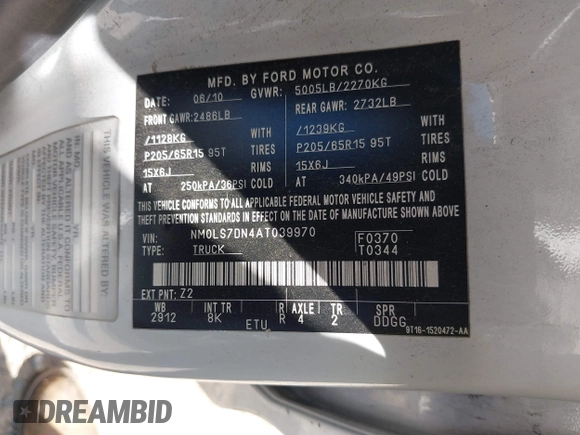 MFD. BY FORD MOTOR CO.
DATE: 06/10 GVWR: 5005LB/2270KG
FRONT GAWR: 2486LB REAR GAWR: 2732LB
/1128KG WITH /1239KG WITH
P205/65R15 95T TIRES P205/65R15 95T TIRES
15X6J RIMS 15X6J RIMS
AT 250kPA/36PSI COLD AT 340kPA/49PSI COLD
THIS VEHICLE CONFORMS TO ALL APPLICABLE FEDERAL MOTOR VEHICLE SAFETY AND
THEFT PREVENTION STANDARDS IN EFFECT ON THE DATE OF MANUFACTURE SHOWN ABOVE.
VIN: NM0LS7DN4AT039970 F0370
TYPE: TRUCK T0344
EXT PNT: Z2
WB INT TR R AXLE TR SPR
2912 8K R 4 2 DDGG
ETU
9T16-1520472-AA
THIS VEHICLE WAS ALTERED
DREAMBID